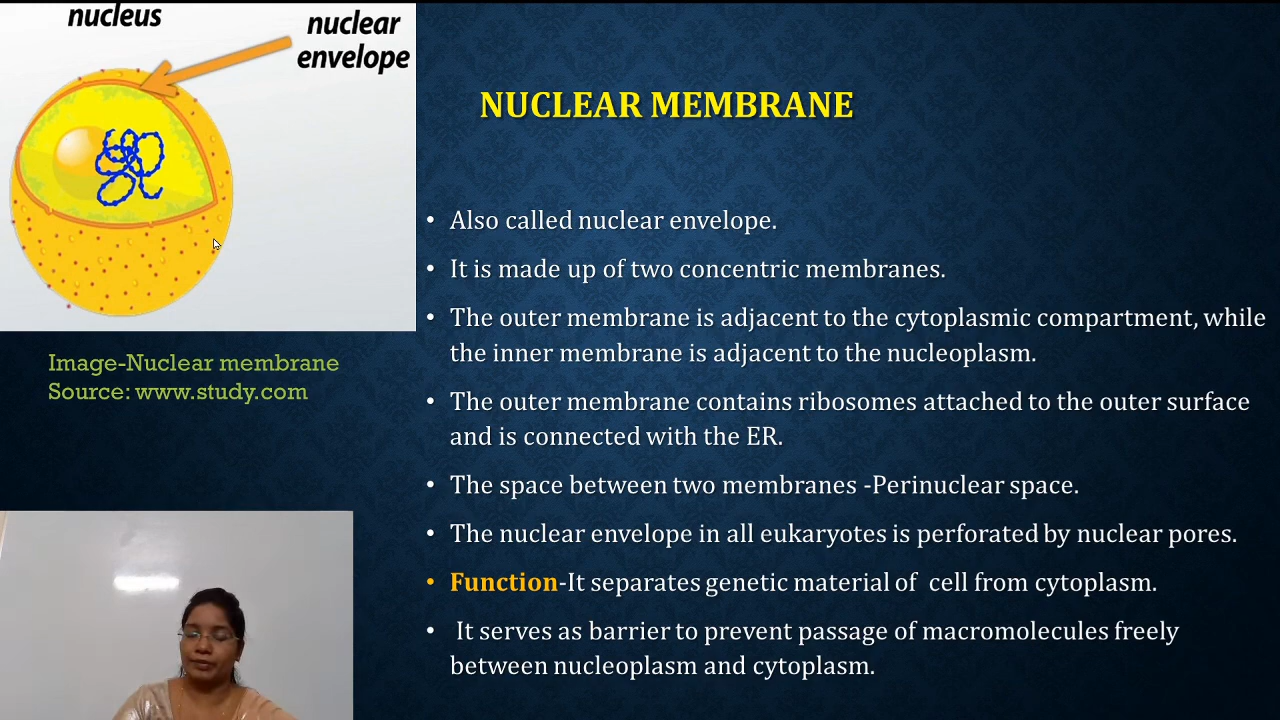 nucleus
nuclear
envelope
NUCLEAR MEMBRANE
• Also called nuclear envelope.
• It is made up of two concentric membranes.
• The outer membrane is adjacent to the cytoplasmic compartment, while
the inner membrane is adjacent to the nucleoplasm.
• The outer membrane contains ribosomes attached to the outer surface
and is connected with the ER.
• The space between two membranes -Perinuclear space.
• The nuclear envelope in all eukaryotes is perforated by nuclear pores.
• Function-It separates genetic material of cell from cytoplasm.
• It serves as barrier to prevent passage of macromolecules freely
between nucleoplasm and cytoplasm.
Image-Nuclear membrane
Source: www.study.com